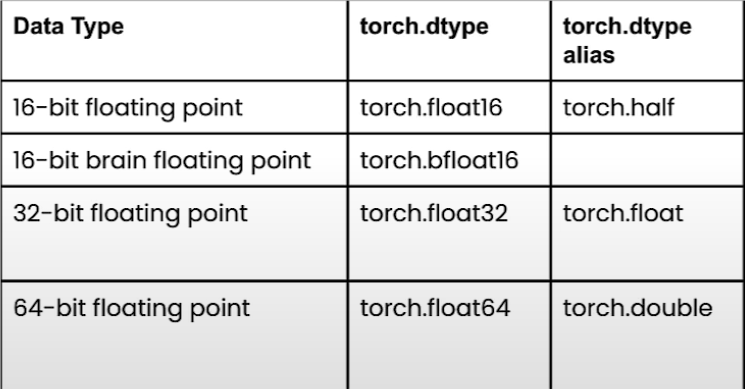 Data Type torch.dtype torch.dtype
alias
16-bit floating point torch.float16 torch.half
16-bit brain floating point torch.bfloat16
32-bit floating point torch.float32 torch.float
64-bit floating point torch.float64 torch.double